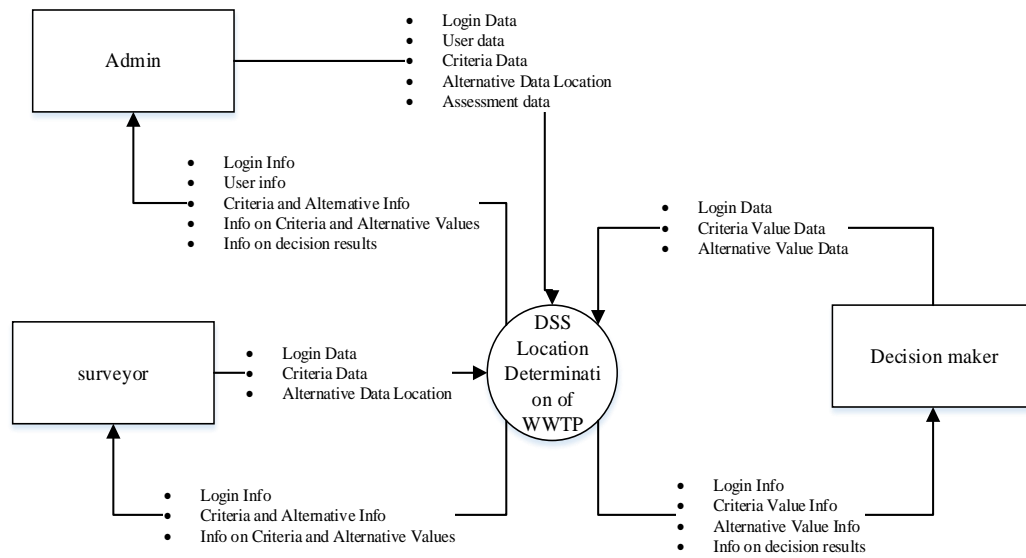 Admin
• Login Data
• User data
• Criteria Data
• Alternative Data Location
• Assessment data
• Login Info
• User info
• Criteria and Alternative Info
• Info on Criteria and Alternative Values
• Info on decision results
• Login Data
• Criteria Value Data
• Alternative Value Data
surveyor
• Login Data
• Criteria Data
• Alternative Data Location
DSS
Location
Determinati
on of
WWTP
Decision maker
• Login Info
• Criteria and Alternative Info
• Info on Criteria and Alternative Values
• Login Info
• Criteria Value Info
• Alternative Value Info
• Info on decision results